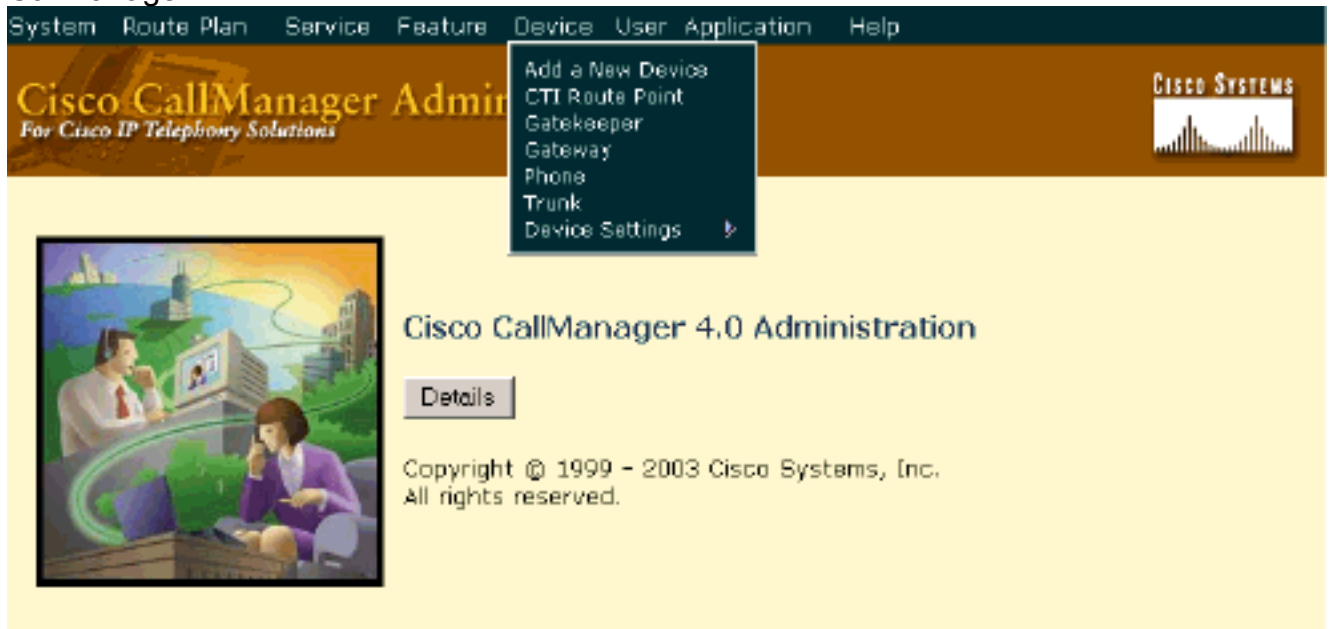 System Route Plan Service Feature Device User Application Help
Cisco CallManager Admin
For Cisco IP Telephony Solutions
Add a New Device
CTI Route Point
Gatekeeper
Gateway
Phone
Trunk
Device Settings
CISCO SYSTEMS
Cisco CallManager 4.0 Administration
Details
Copyright © 1999 - 2003 Cisco Systems, Inc.
All rights reserved.